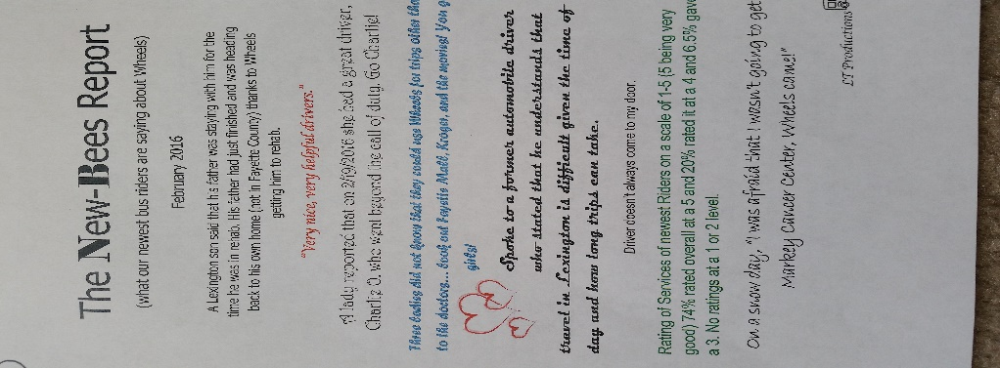 The New-Bees Report
(what our newest bus riders are saying about Wheels)
February 2016
A Lexington son said that his father was staying with him for the
time he was in rehab. His father had just finished and was heading
back to his own home (not in Fayette County) thanks to Wheels
getting him to rehab.
"Very nice, very helpful drivers."
A lady reported that on 2/19/2016 she had a great driver,
Charlie O. who went beyond the call of duty. Go Charlie!
Three ladies did not know that they could use Wheels for trips other tha
to the doctors... look out Fayette Mall, Kroger, and the movies! You g
girls!
Spoke to a former automobile driver
who stated that he understands that
travel in Lexington is difficult given the time of
day and how long trips can take.
Driver doesn't always come to my door.
Rating of Services of newest Riders on a scale of 1-5 (5 being very
good) 74% rated overall at a 5 and 20% rated it at a 4 and 6.5% gave
a 3. No ratings at a 1 or 2 level.
On a snow day, "I was afraid that I wasn't going to get
Markey Cancer Center, Wheels came!"
LT Productions